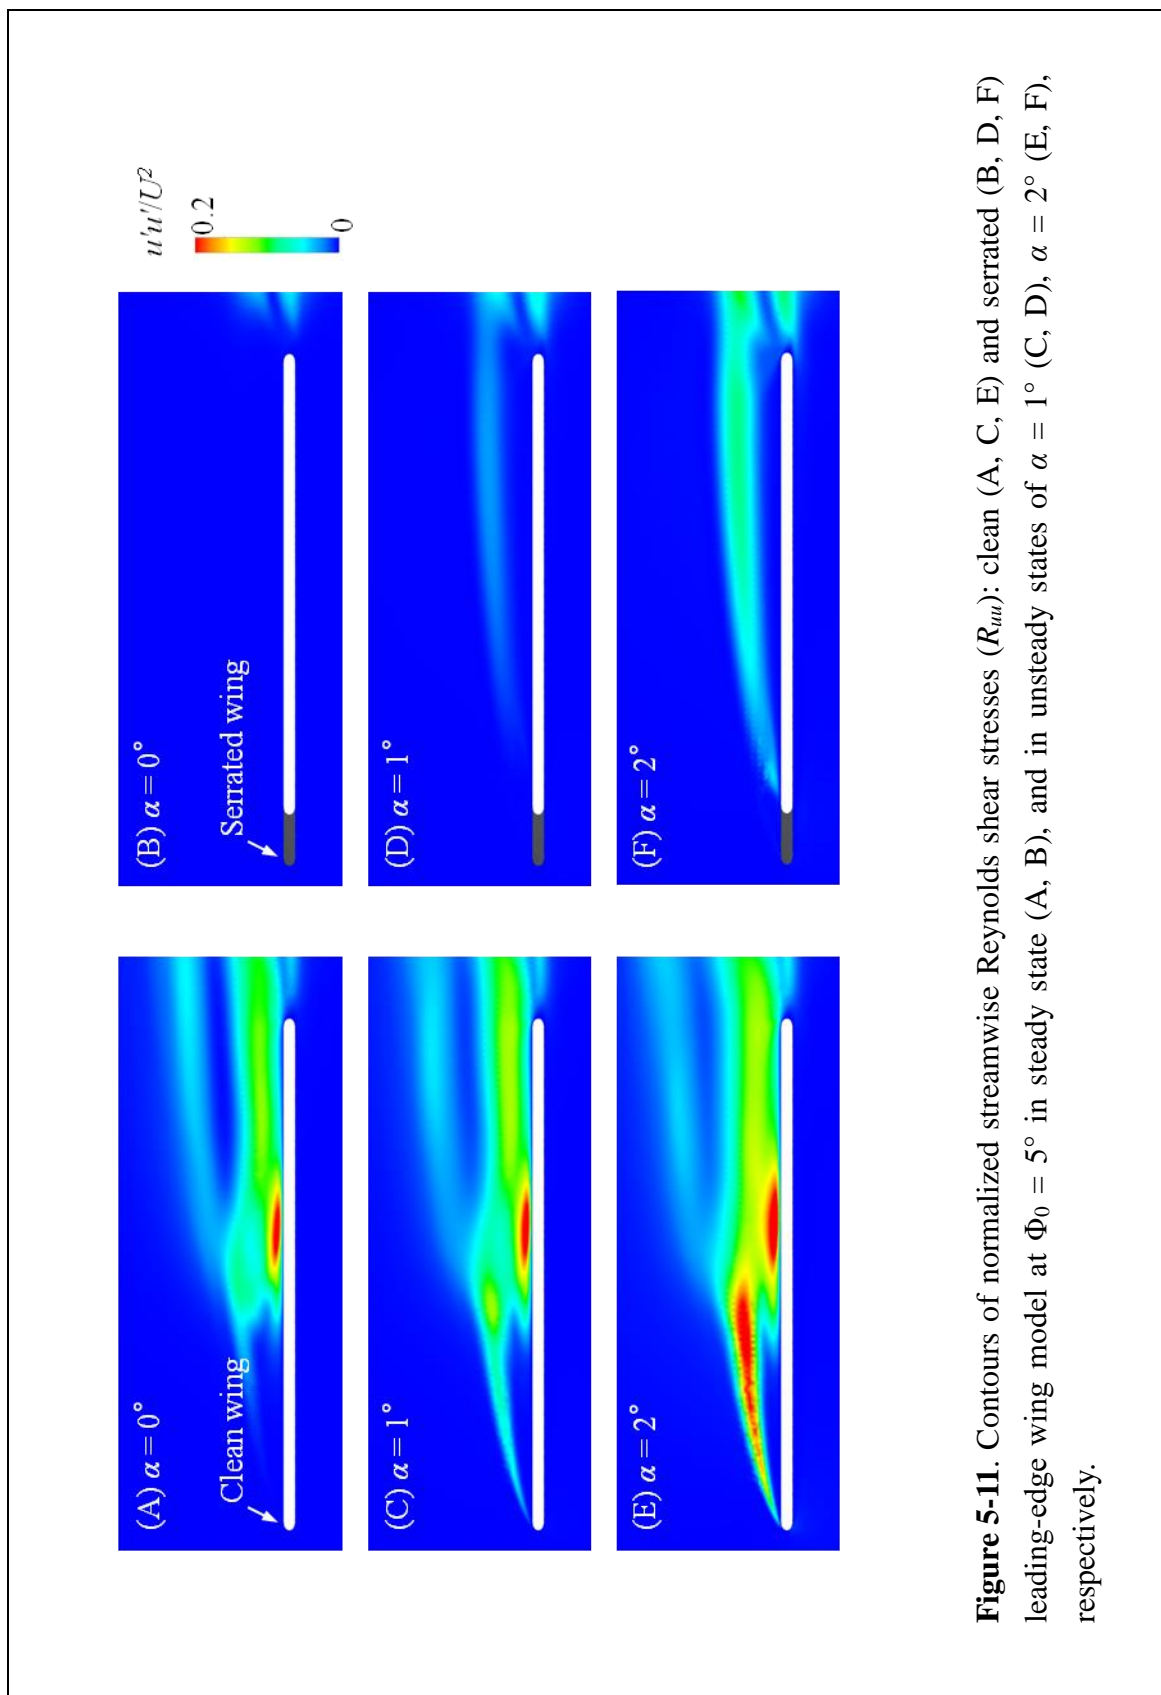 (A) α = 0°
Clean wing
(B) α = 0°
Serrated wing
u'u'/U²
0.2
0
(C) α = 1°
(D) α = 1°
(E) α = 2°
(F) α = 2°
Figure 5-11. Contours of normalized streamwise Reynolds shear stresses (Rᵤᵤ): clean (A, C, E) and serrated (B, D, F)
leading-edge wing model at Φ₀ = 5° in steady state (A, B), and in unsteady states of α = 1° (C, D), α = 2° (E, F),
respectively.